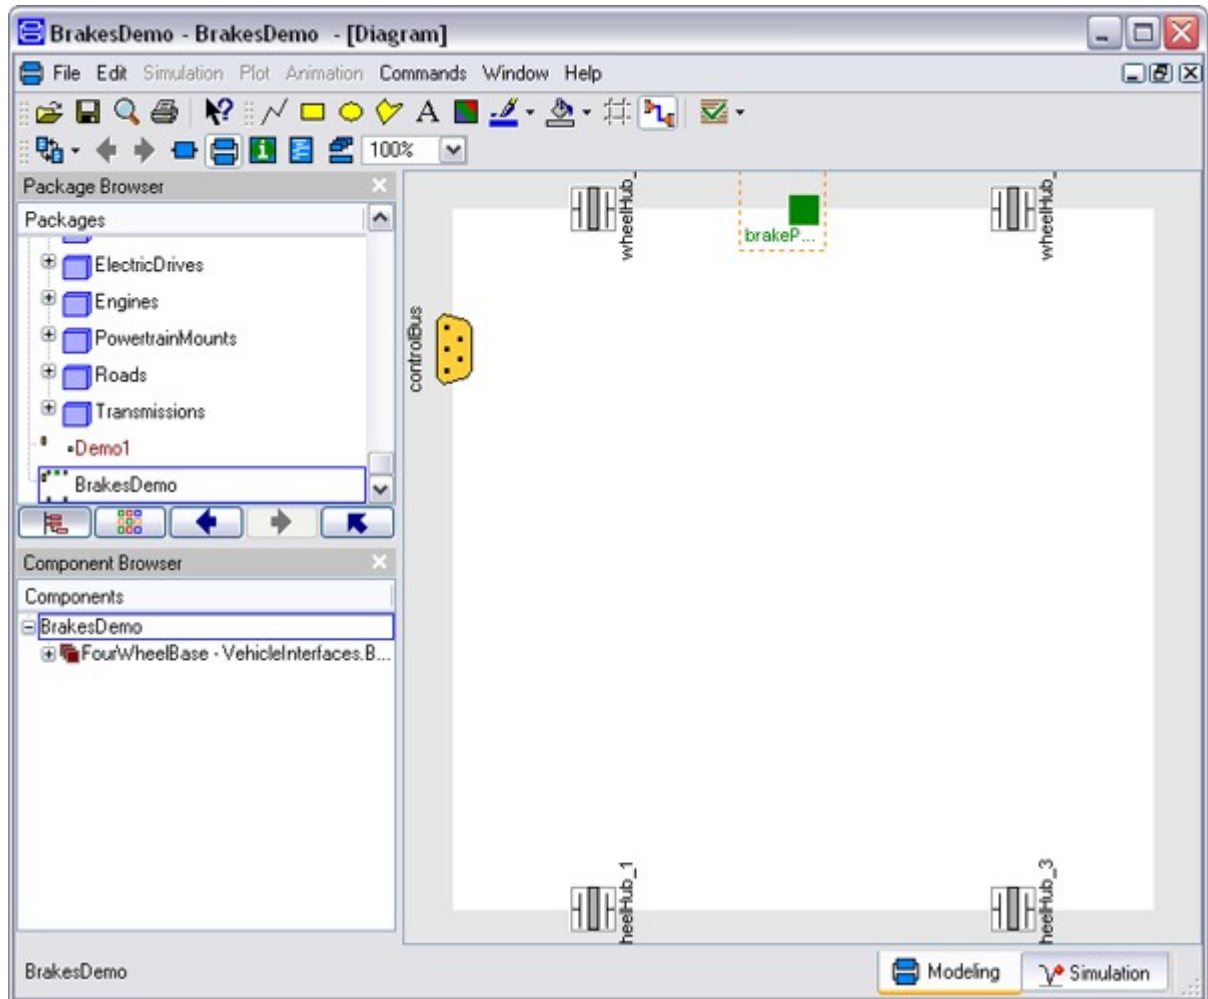 BrakesDemo - BrakesDemo - [Diagram]
File Edit Simulation Plot Animation Commands Window Help
A
100%
Package Browser
Packages
ElectricDrives
Engines
PowertrainMounts
Roads
Transmissions
Demo1
BrakesDemo
Component Browser
Components
BrakesDemo
FourWheelBase - VehicleInterfaces.B...
wheelHub_
brakeP...
wheelHub_
controlBus
heelHub_1
heelHub_3
BrakesDemo
Modeling
Simulation